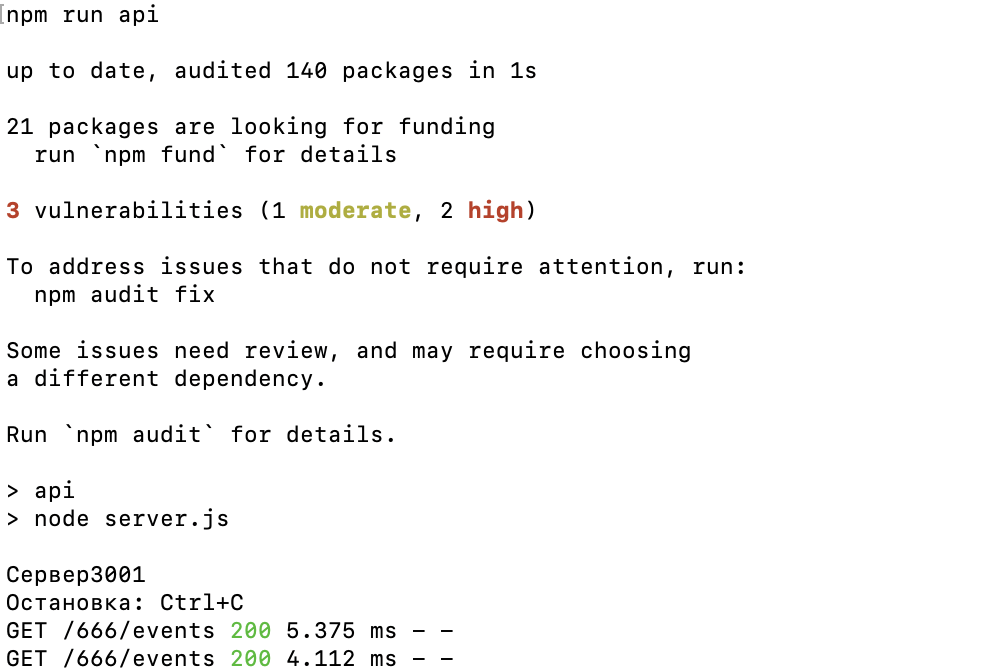 npm run api
up to date, audited 140 packages in 1s
21 packages are looking for funding
run `npm fund` for details
3 vulnerabilities (1 moderate, 2 high)
To address issues that do not require attention, run:
npm audit fix
Some issues need review, and may require choosing
a different dependency.
Run `npm audit` for details.
> api
> node server.js
Сервер3001
Остановка: Ctrl+C
GET /666/events 200 5.375 ms – –
GET /666/events 200 4.112 ms – –